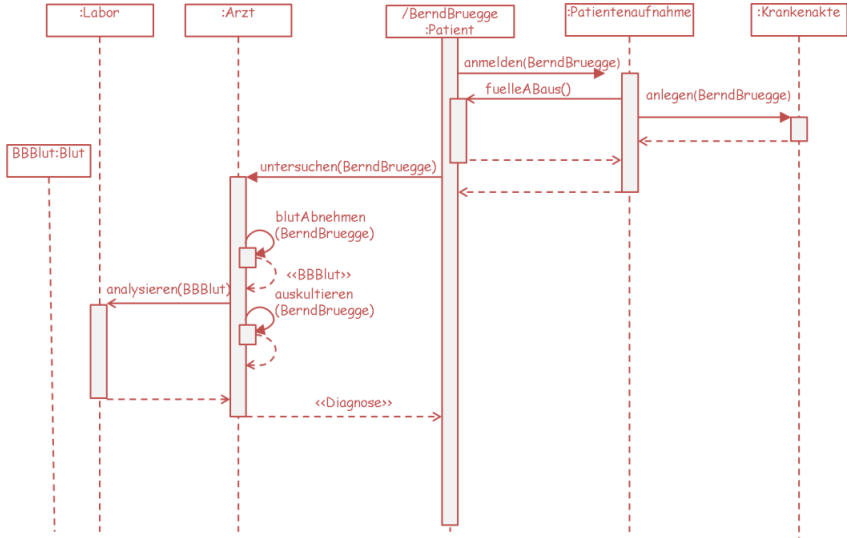 :Labor
:Arzt
/BerndBruegge
:Patient
:Patientenaufnahme
:Krankenakte
anmelden(BerndBruegge)
fuelleABaus()
anlegen(BerndBruegge)
BBBlut:Blut
untersuchen(BerndBruegge)
blutAbnehmen
(BerndBruegge)
<<BBBlut>>
analysieren(BBBlut)
auskultieren
(BerndBruegge)
<<Diagnose>>